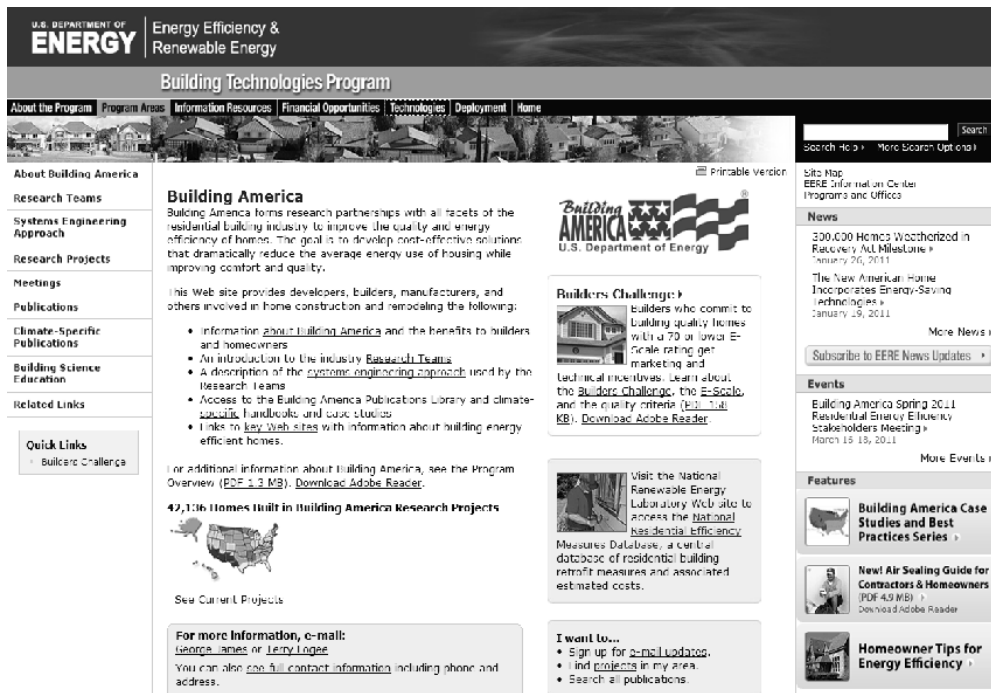 U.S. DEPARTMENT OF
ENERGY
Energy Efficiency &
Renewable Energy
Building Technologies Program
About the Program
Program Areas
Information Resources
Financial Opportunities
Technologies
Deployment
Home
Search
Search Help
More Search Options
About Building America
Research Teams
Systems Engineering
Approach
Research Projects
Meetings
Publications
Climate-Specific
Publications
Building Science
Education
Related Links
Quick Links
Builders Challenge
Printable Version
Building America
Building America forms research partnerships with all facets of the
residential building industry to improve the quality and energy
efficiency of homes. The goal is to develop cost-effective solutions
that dramatically reduce the average energy use of housing while
improving comfort and quality.
This Web site provides developers, builders, manufacturers, and
others involved in home construction and remodeling the following:
• Information about Building America and the benefits to builders
and homeowners
• An introduction to the industry Research Teams
• A description of the systems engineering approach used by the
Research Teams
• Access to the Building America Publications Library and climate-
specific handbooks and case studies
• Links to key Web sites with information about building energy
efficient homes.
For additional information about Building America, see the Program
Overview (PDF 1.3 MB). Download Adobe Reader.
42,136 Homes Built in Building America Research Projects
See Current Projects
For more information, e-mail:
George James or Terry Logee
You can also see full contact information including phone and
address.
Building
AMERICA
®
U.S. Department of Energy
Builders Challenge
Builders who commit to
building quality homes
with a 70 or lower E-
Scale rating get
marketing and
technical incentives. Learn about
the Builders Challenge, the E-Scale,
and the quality criteria (PDF 158
KB). Download Adobe Reader.
Visit the National
Renewable Energy
Laboratory Web site to
access the National
Residential Efficiency
Measures Database, a central
database of residential building
retrofit measures and associated
estimated costs.
I want to...
• Sign up for e-mail updates.
• Find projects in my area.
• Search all publications.
Site Map
EERE Information Center
Programs and Offices
News
300,000 Homes Weatherized in
Recovery Act Milestone
January 26, 2011
The New American Home
Incorporates Energy-Saving
Technologies
January 19, 2011
More News
Subscribe to EERE News Updates
Events
Building America Spring 2011
Residential Energy Efficiency
Stakeholders Meeting
March 16-18, 2011
More Events
Features
Building America Case
Studies and Best
Practices Series
New! Air Sealing Guide for
Contractors & Homeowners
(PDF 4.9 MB)
Download Adobe Reader
Homeowner Tips for
Energy Efficiency